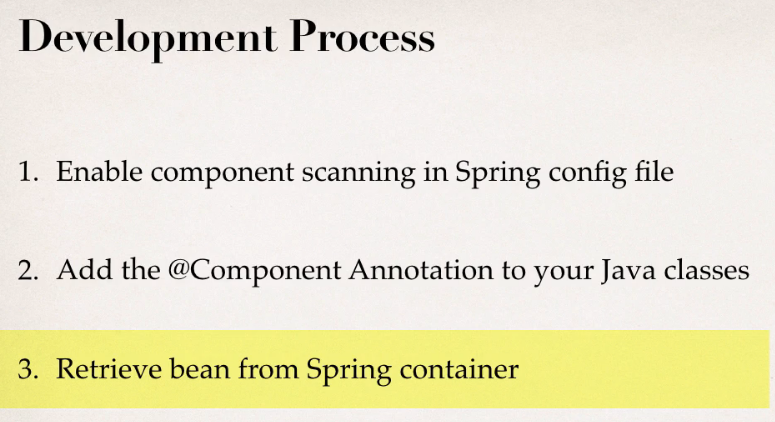 Development Process
1. Enable component scanning in Spring config file
2. Add the @Component Annotation to your Java classes
3. Retrieve bean from Spring container